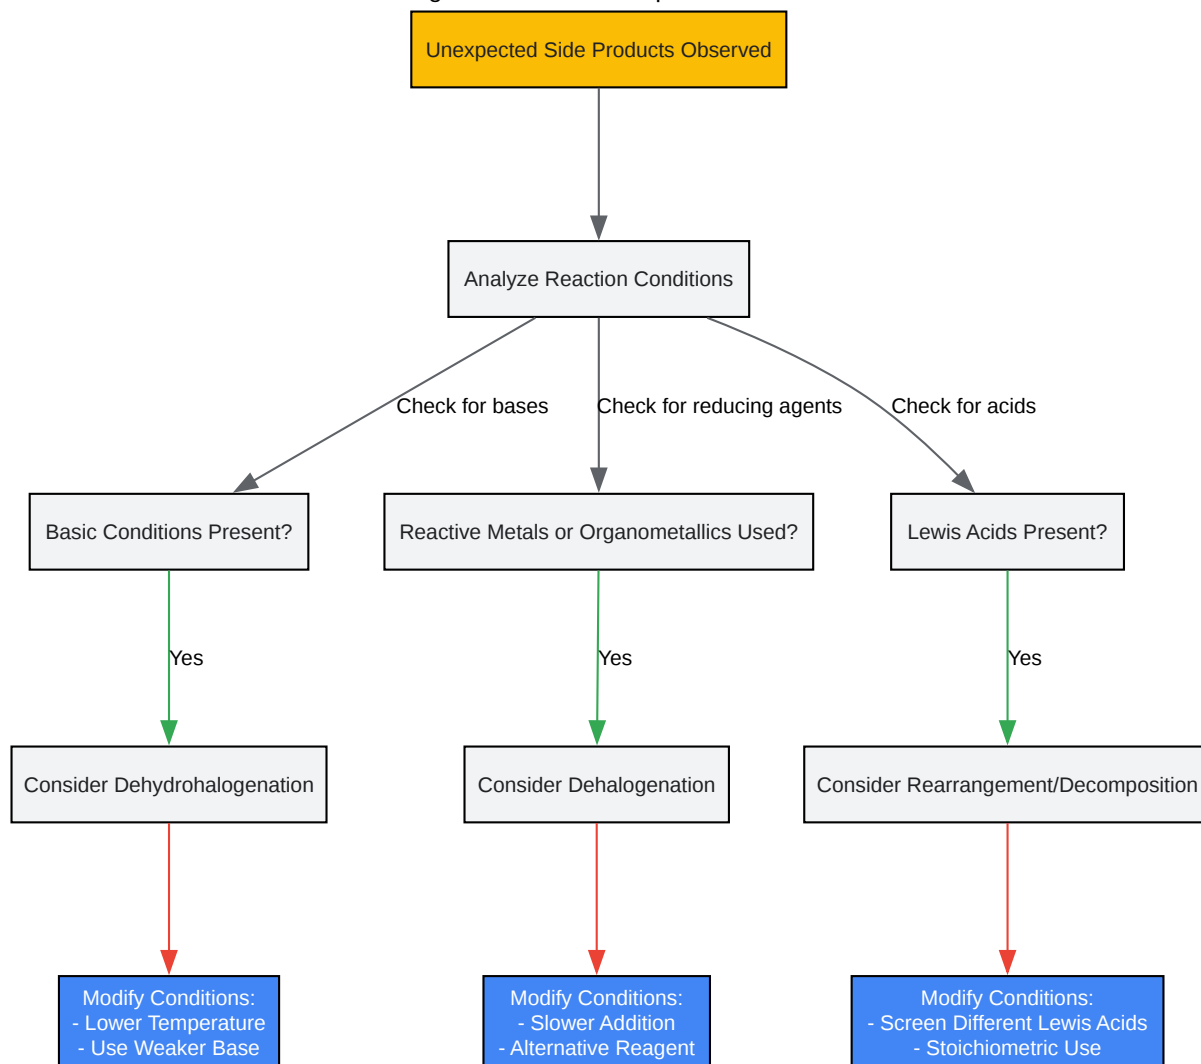 Unexpected Side Products Observed
Analyze Reaction Conditions
Check for bases
Check for reducing agents
Check for acids
Basic Conditions Present?
Reactive Metals or Organometallics Used?
Lewis Acids Present?
Yes
Yes
Yes
Consider Dehydrohalogenation
Consider Dehalogenation
Consider Rearrangement/Decomposition
Modify Conditions:
- Lower Temperature
- Use Weaker Base
Modify Conditions:
- Slower Addition
- Alternative Reagent
Modify Conditions:
- Screen Different Lewis Acids
- Stoichiometric Use